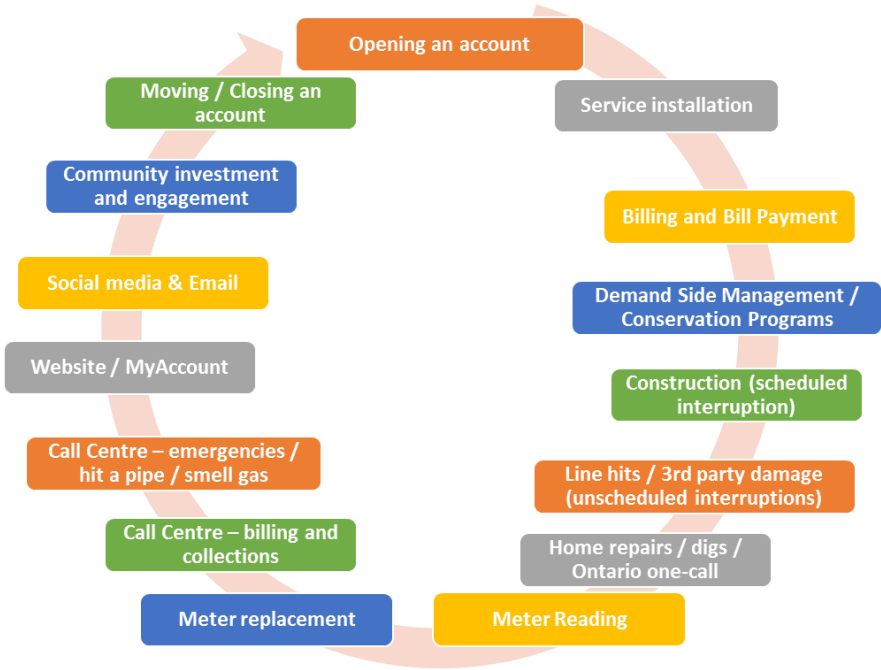 Opening an account
Service installation
Billing and Bill Payment
Demand Side Management /
Conservation Programs
Construction (scheduled
interruption)
Line hits / 3rd party damage
(unscheduled interruptions)
Home repairs / digs /
Ontario one-call
Meter Reading
Meter replacement
Call Centre – billing and
collections
Call Centre – emergencies /
hit a pipe / smell gas
Website / MyAccount
Social media & Email
Community investment
and engagement
Moving / Closing an
account